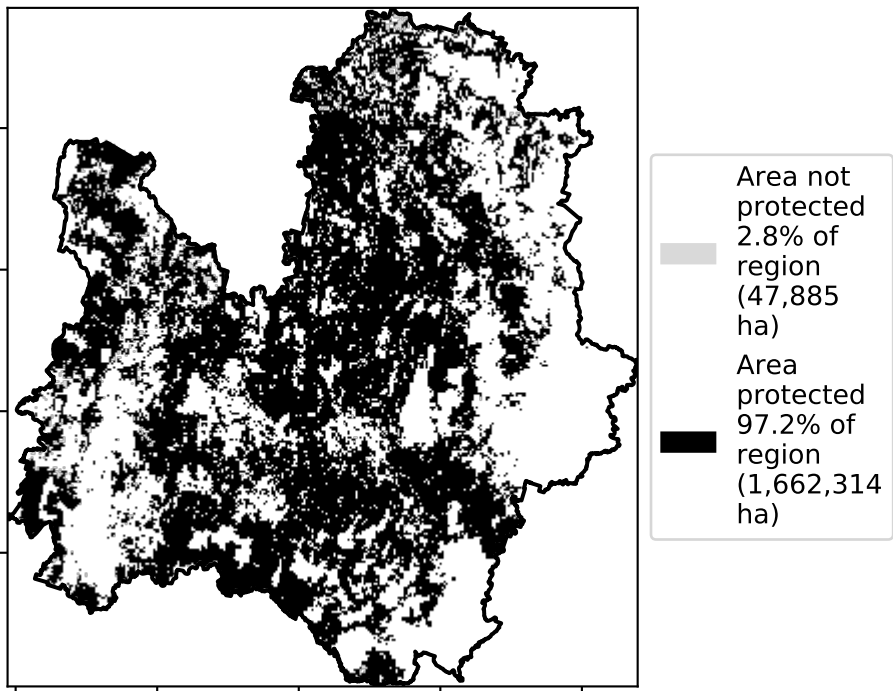 Area not
protected
2.8% of
region
(47,885
ha)
Area
protected
97.2% of
region
(1,662,314
ha)